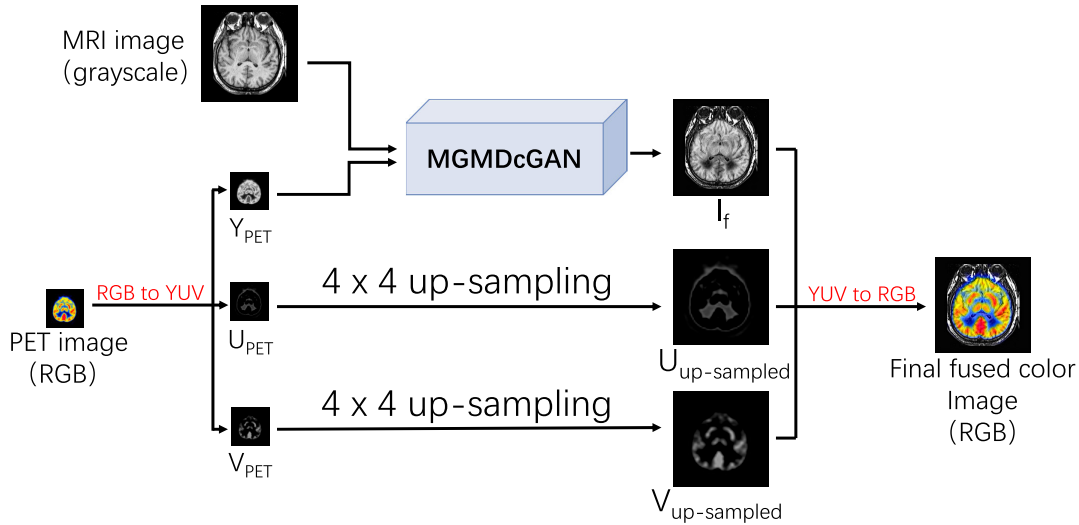 MRI image
(grayscale)
MGMDcGAN
Y_PET
I_f
RGB to YUV
4 x 4 up-sampling
YUV to RGB
PET image
(RGB)
U_PET
U_up-sampled
Final fused color
Image
(RGB)
4 x 4 up-sampling
V_PET
V_up-sampled